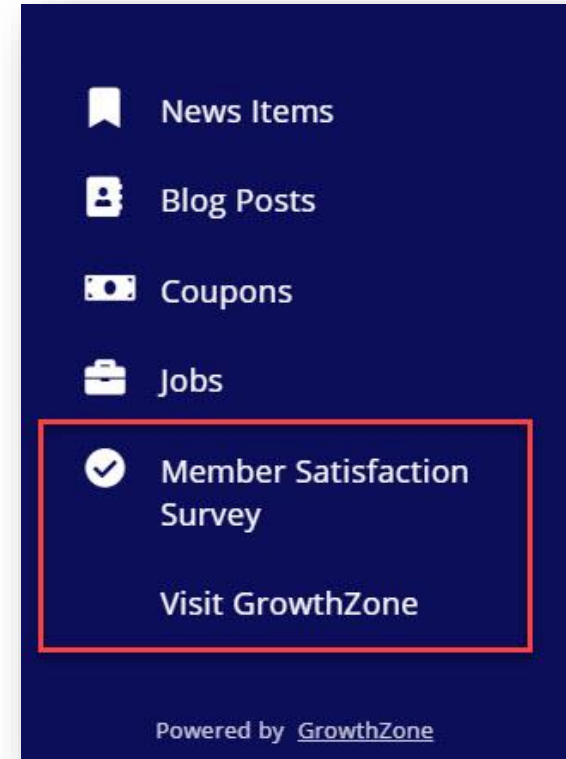 News Items
Blog Posts
Coupons
Jobs
Member Satisfaction
Survey
Visit GrowthZone
Powered by GrowthZone